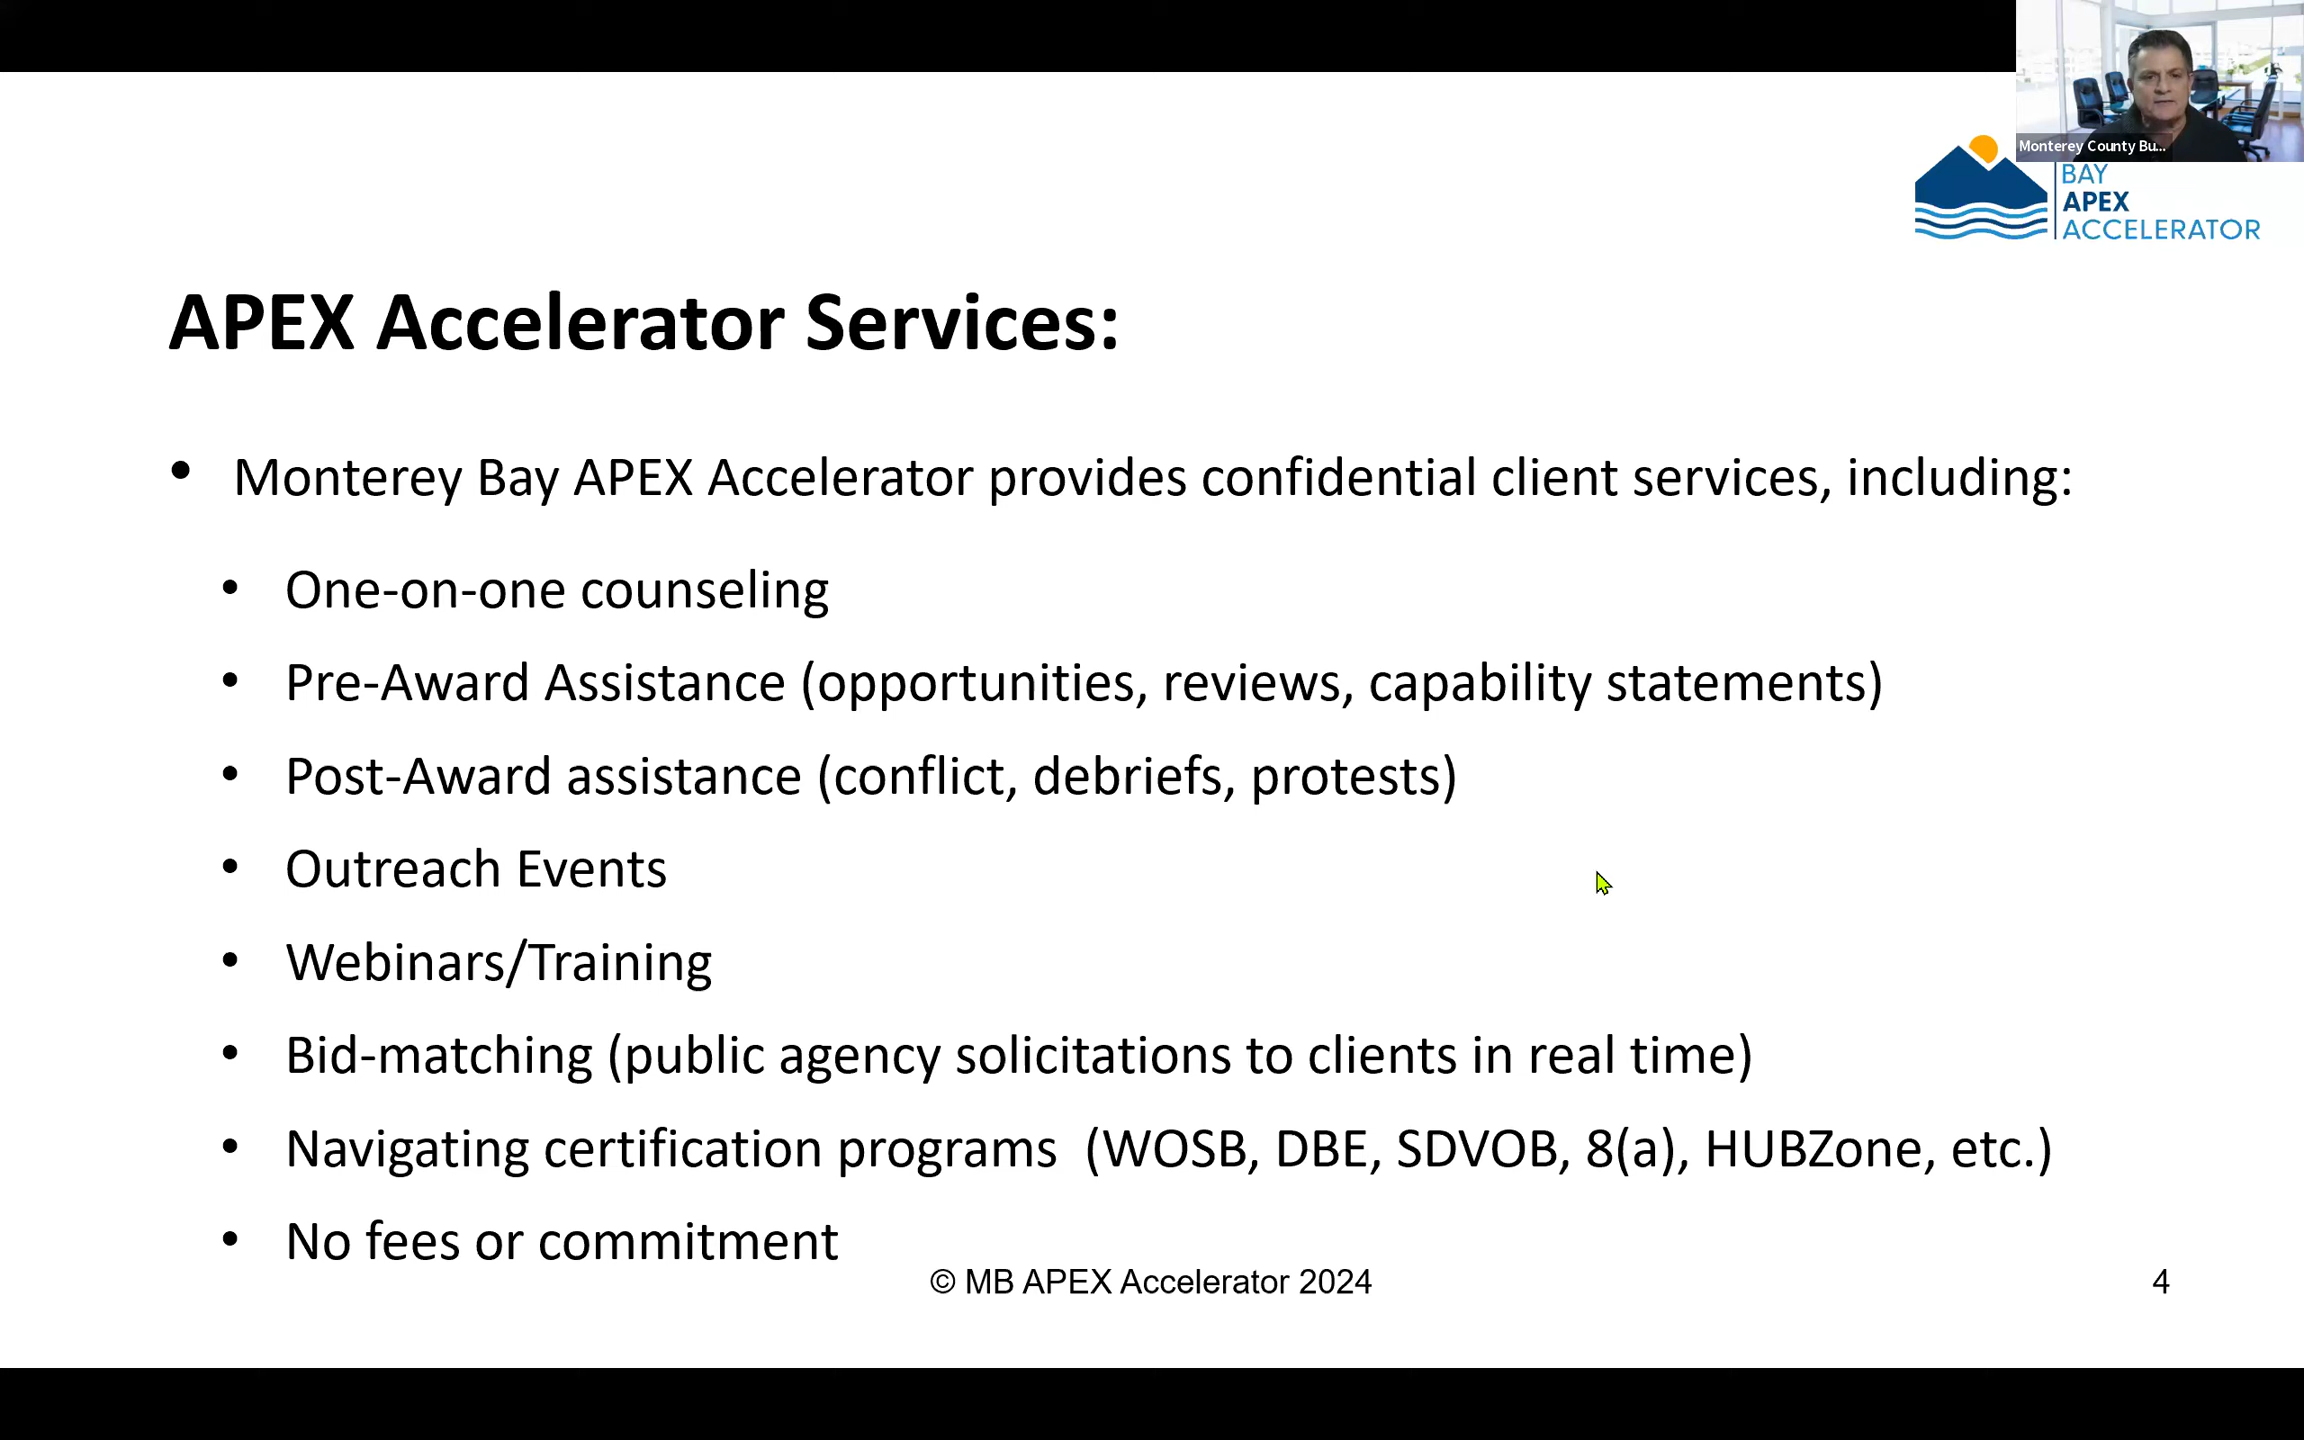 Monterey County Bu...
BAY
APEX
ACCELERATOR
APEX Accelerator Services:
• Monterey Bay APEX Accelerator provides confidential client services, including:
• One-on-one counseling
• Pre-Award Assistance (opportunities, reviews, capability statements)
• Post-Award assistance (conflict, debriefs, protests)
• Outreach Events
• Webinars/Training
• Bid-matching (public agency solicitations to clients in real time)
• Navigating certification programs  (WOSB, DBE, SDVOB, 8(a), HUBZone, etc.)
• No fees or commitment
© MB APEX Accelerator 2024
4